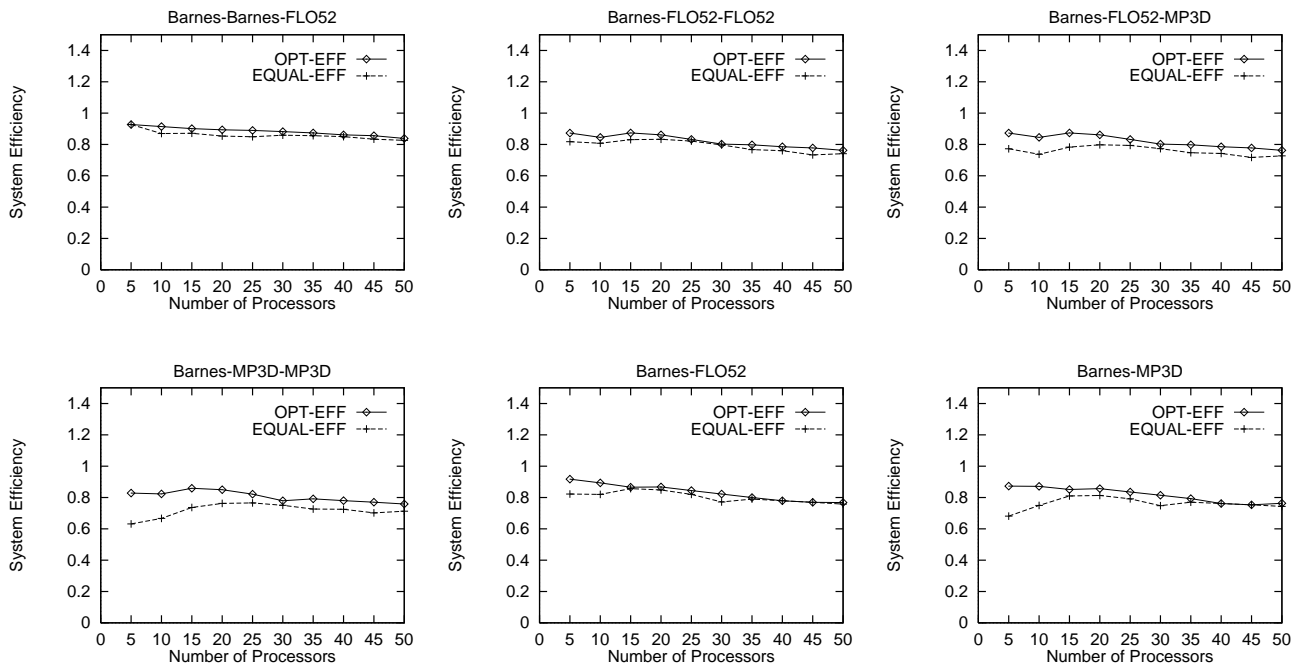 Barnes-Barnes-FLO52
System Efficiency
1.4
1.2
1
0.8
0.6
0.4
0.2
0
OPT-EFF
EQUAL-EFF
0 5 10 15 20 25 30 35 40 45 50
Number of Processors
Barnes-FLO52-FLO52
System Efficiency
1.4
1.2
1
0.8
0.6
0.4
0.2
0
OPT-EFF
EQUAL-EFF
0 5 10 15 20 25 30 35 40 45 50
Number of Processors
Barnes-FLO52-MP3D
System Efficiency
1.4
1.2
1
0.8
0.6
0.4
0.2
0
OPT-EFF
EQUAL-EFF
0 5 10 15 20 25 30 35 40 45 50
Number of Processors
Barnes-MP3D-MP3D
System Efficiency
1.4
1.2
1
0.8
0.6
0.4
0.2
0
OPT-EFF
EQUAL-EFF
0 5 10 15 20 25 30 35 40 45 50
Number of Processors
Barnes-FLO52
System Efficiency
1.4
1.2
1
0.8
0.6
0.4
0.2
0
OPT-EFF
EQUAL-EFF
0 5 10 15 20 25 30 35 40 45 50
Number of Processors
Barnes-MP3D
System Efficiency
1.4
1.2
1
0.8
0.6
0.4
0.2
0
OPT-EFF
EQUAL-EFF
0 5 10 15 20 25 30 35 40 45 50
Number of Processors